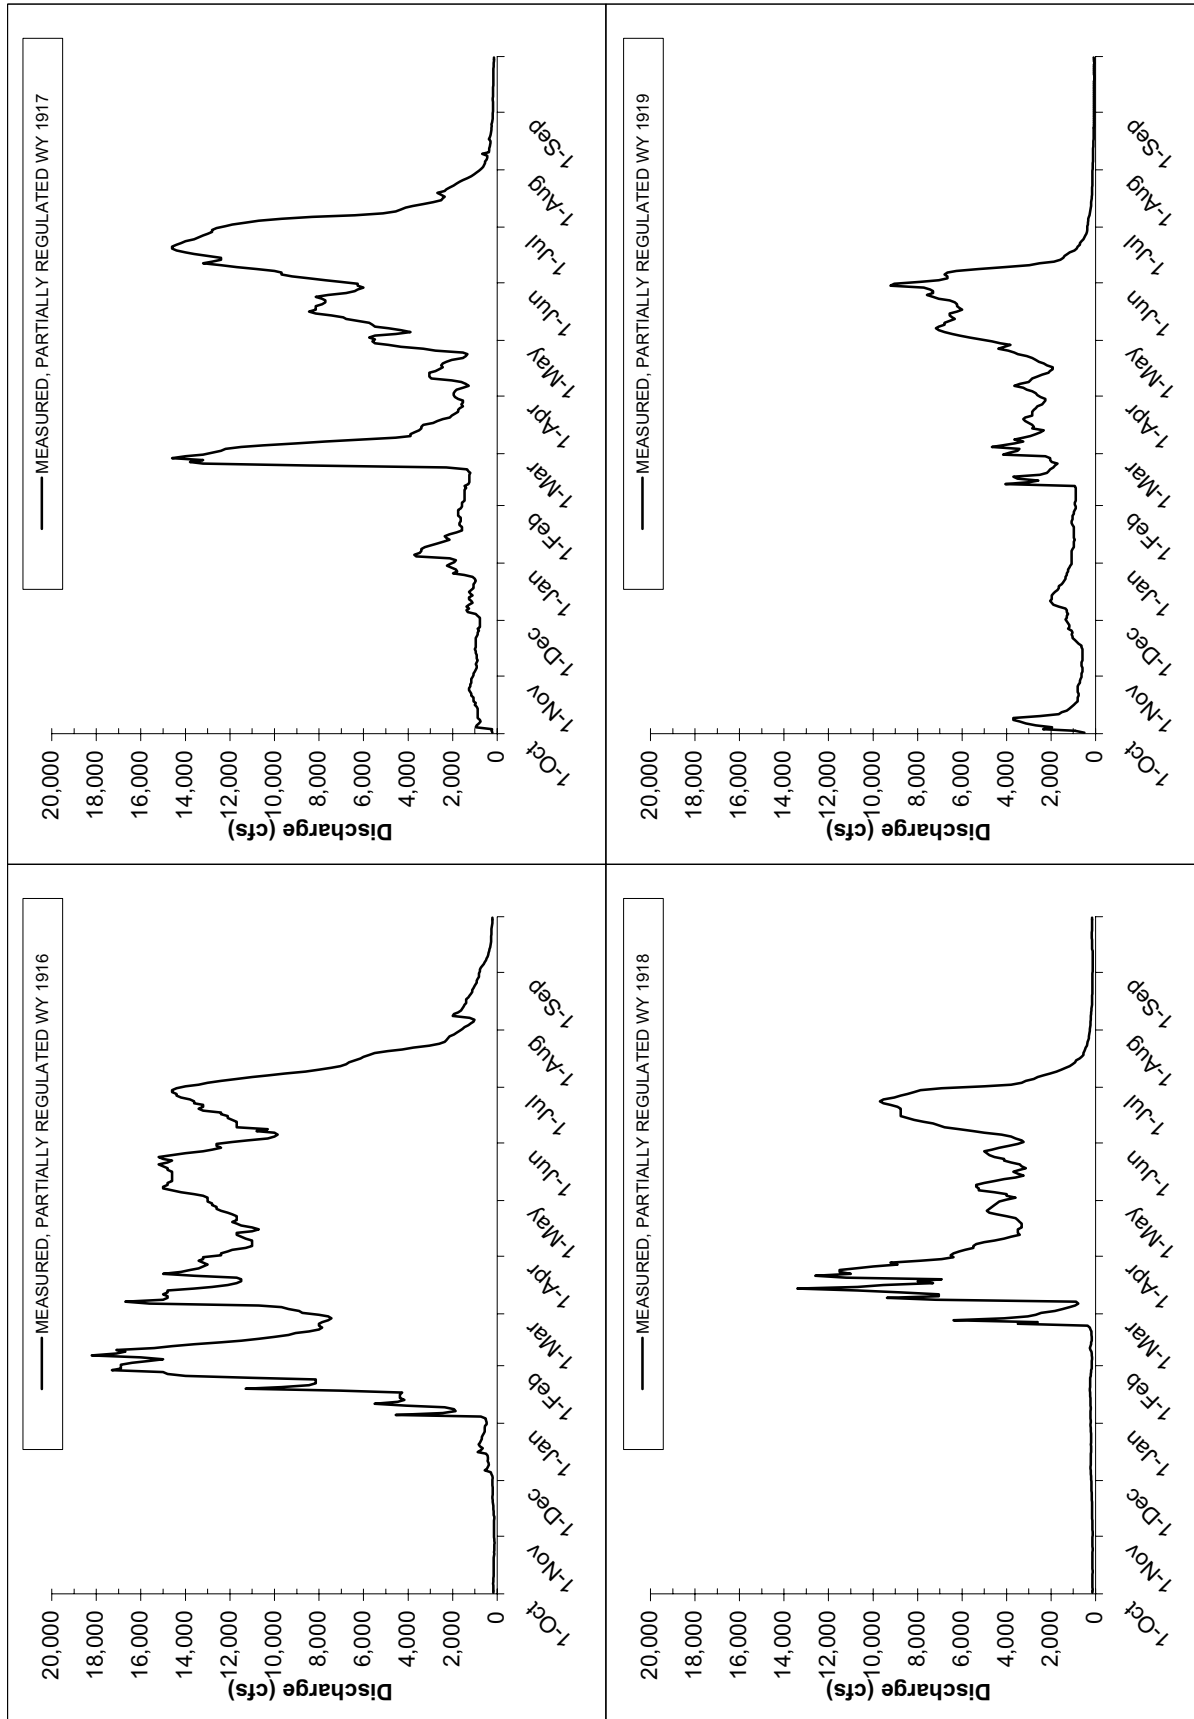 MEASURED, PARTIALLY REGULATED WY 1916
Discharge (cfs)
20,000
18,000
16,000
14,000
12,000
10,000
8,000
6,000
4,000
2,000
0
1-Oct
1-Nov
1-Dec
1-Jan
1-Feb
1-Mar
1-Apr
1-May
1-Jun
1-Jul
1-Aug
1-Sep
MEASURED, PARTIALLY REGULATED WY 1917
Discharge (cfs)
20,000
18,000
16,000
14,000
12,000
10,000
8,000
6,000
4,000
2,000
0
1-Oct
1-Nov
1-Dec
1-Jan
1-Feb
1-Mar
1-Apr
1-May
1-Jun
1-Jul
1-Aug
1-Sep
MEASURED, PARTIALLY REGULATED WY 1918
Discharge (cfs)
20,000
18,000
16,000
14,000
12,000
10,000
8,000
6,000
4,000
2,000
0
1-Oct
1-Nov
1-Dec
1-Jan
1-Feb
1-Mar
1-Apr
1-May
1-Jun
1-Jul
1-Aug
1-Sep
MEASURED, PARTIALLY REGULATED WY 1919
Discharge (cfs)
20,000
18,000
16,000
14,000
12,000
10,000
8,000
6,000
4,000
2,000
0
1-Oct
1-Nov
1-Dec
1-Jan
1-Feb
1-Mar
1-Apr
1-May
1-Jun
1-Jul
1-Aug
1-Sep